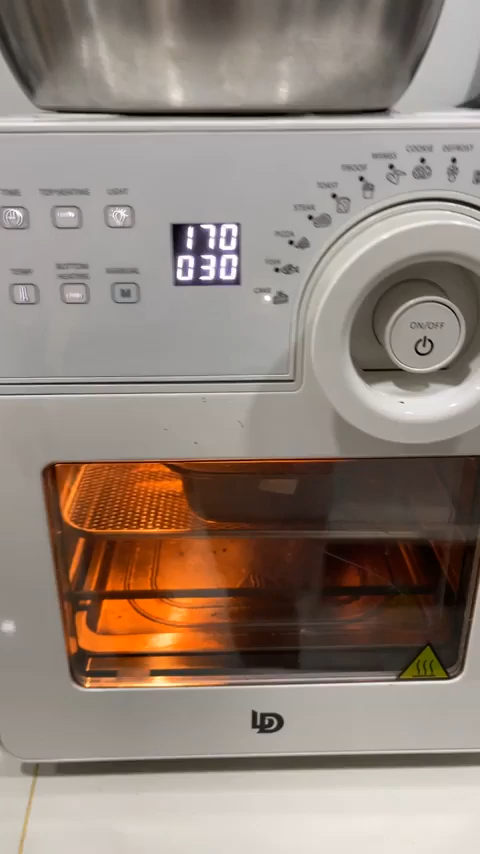 TIME TOP HEATING LIGHT
TEMP BOTTOM HEATING MANUAL
M
170
030
CAKE
FISH
PIZZA
STEAK
TOAST
PROOF
WINGS
COOKIE
DEFROST
ON/OFF
LD